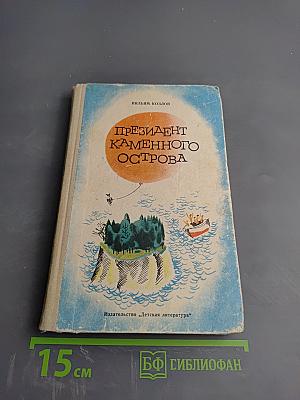 ВИЛЬЯМ КОЗЛОВ
ПРЕЗИДЕНТ
КАМЕННОГО
ОСТРОВА
Издательство „Детская литература"
15 см
БФ БИБЛИОФАН